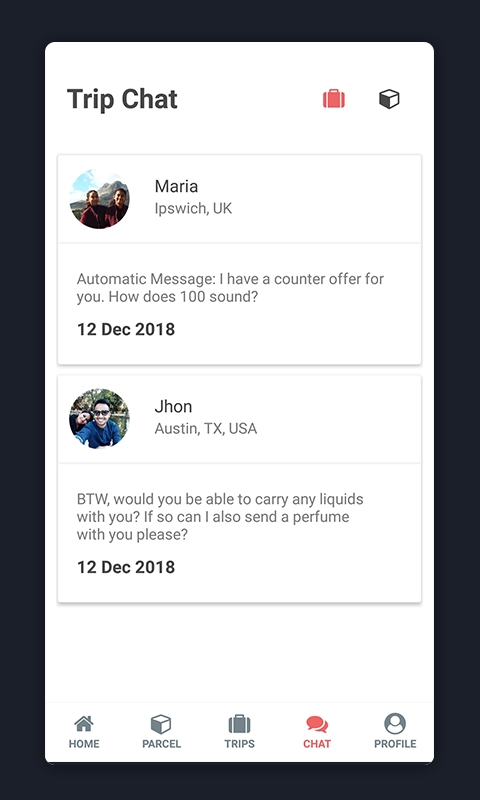 Trip Chat
Maria
Ipswich, UK
Automatic Message: I have a counter offer for
you. How does 100 sound?
12 Dec 2018
Jhon
Austin, TX, USA
BTW, would you be able to carry any liquids
with you? If so can I also send a perfume
with you please?
12 Dec 2018
HOME PARCEL TRIPS CHAT PROFILE